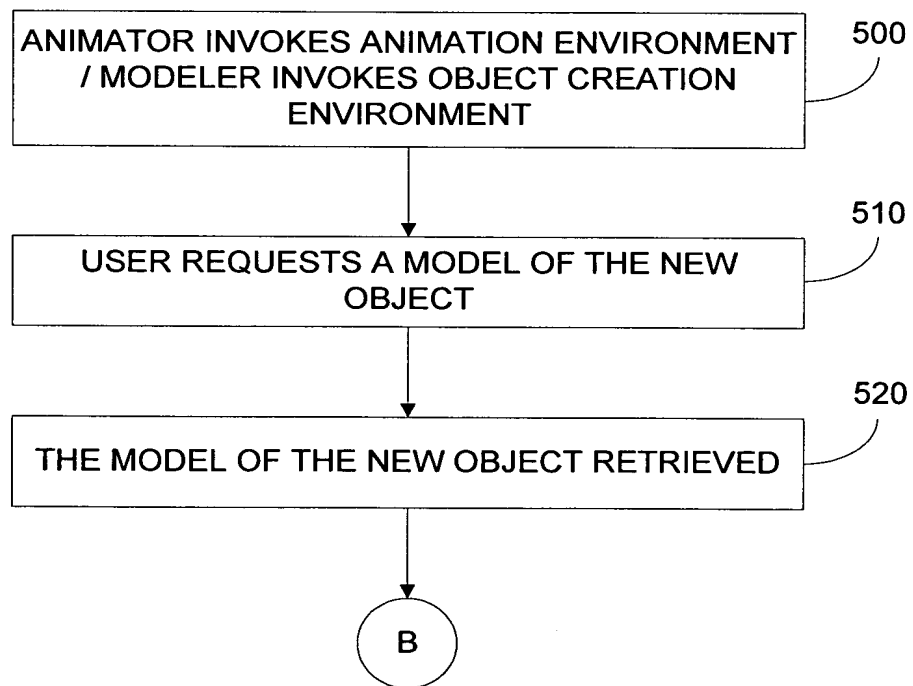 ANIMATOR INVOKES ANIMATION ENVIRONMENT
/ MODELER INVOKES OBJECT CREATION
ENVIRONMENT
500
USER REQUESTS A MODEL OF THE NEW
OBJECT
510
THE MODEL OF THE NEW OBJECT RETRIEVED
520
B